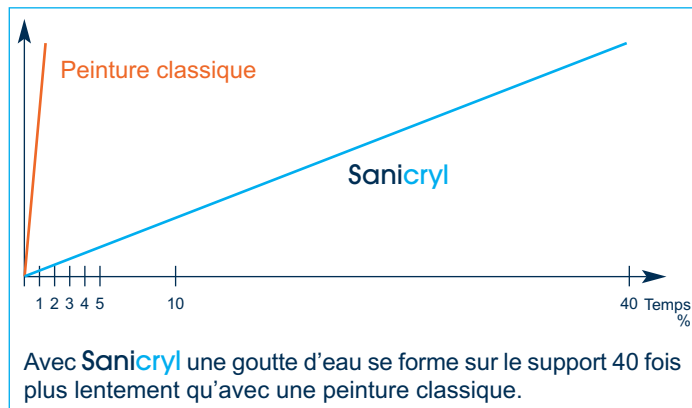 Peinture classique
Sanicryl
1 2 3 4 5 10 40 Temps
%
Avec Sanicryl une goutte d'eau se forme sur le support 40 fois
plus lentement qu'avec une peinture classique.